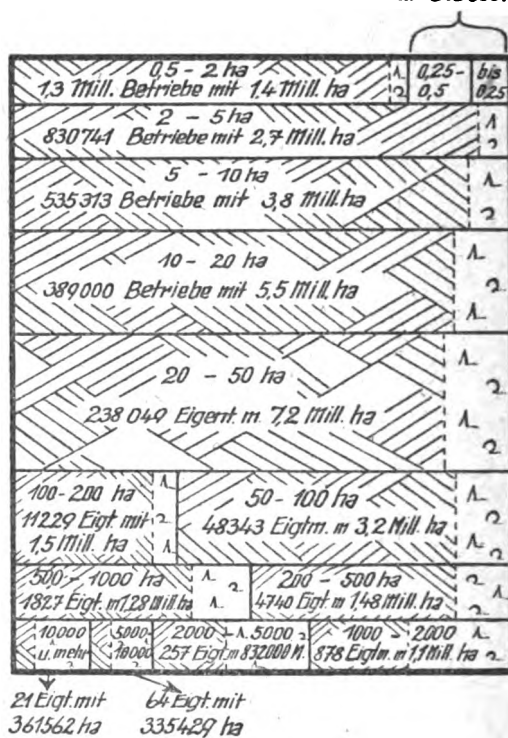 0,5 - 2 ha
1,3 Mill. Betriebe mit 1.4 Mill. ha
0,25-
0,5
bis
0,25
2 - 5 ha
830741 Betriebe mit 2,7 Mill. ha
5 - 10 ha
535313 Betriebe mit 3,8 Mill. ha
10 - 20 ha
389000 Betriebe mit 5,5 Mill. ha
20 - 50 ha
238 049 Eigent. m. 7,2 Mill. ha
100-200 ha
11229 Eigt. mit
1,5 Mill. ha
50 - 100 ha
48343 Eigtm. m 3,2 Mill. ha
500 - 1000 ha
1827 Eigt. m 1,28 Mill. ha
200 - 500 ha
4740 Eigt m 1,48 Mill. ha
10,000
u. mehr
5000-
10000
2000 - 5000
257 Eigt m 832000 H.
1000 - 2000
878 Eigtm. m 1,1 Mill. ha
21 Eigt. mit
361562 ha
64 Eigt. mit
335429 ha